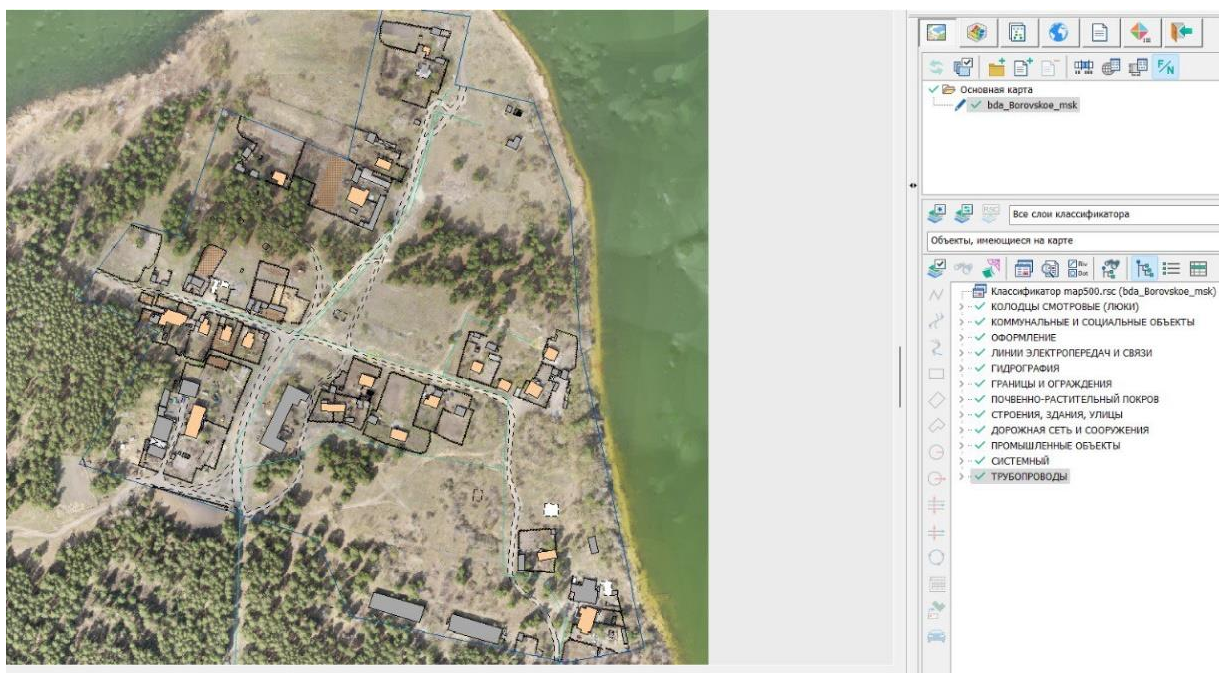 F/N
Основная карта
bda_Borovskoe_msk
RSC
Все слои классификатора
Объекты, имеющиеся на карте
Классификатор map500.rsc (bda_Borovskoe_msk)
КОЛОДЦЫ СМОТРОВЫЕ (ЛЮКИ)
КОММУНАЛЬНЫЕ И СОЦИАЛЬНЫЕ ОБЪЕКТЫ
ОФОРМЛЕНИЕ
ЛИНИИ ЭЛЕКТРОПЕРЕДАЧ И СВЯЗИ
ГИДРОГРАФИЯ
ГРАНИЦЫ И ОГРАЖДЕНИЯ
ПОЧВЕННО-РАСТИТЕЛЬНЫЙ ПОКРОВ
СТРОЕНИЯ, ЗДАНИЯ, УЛИЦЫ
ДОРОЖНАЯ СЕТЬ И СООРУЖЕНИЯ
ПРОМЫШЛЕННЫЕ ОБЪЕКТЫ
СИСТЕМНЫЙ
ТРУБОПРОВОДЫ